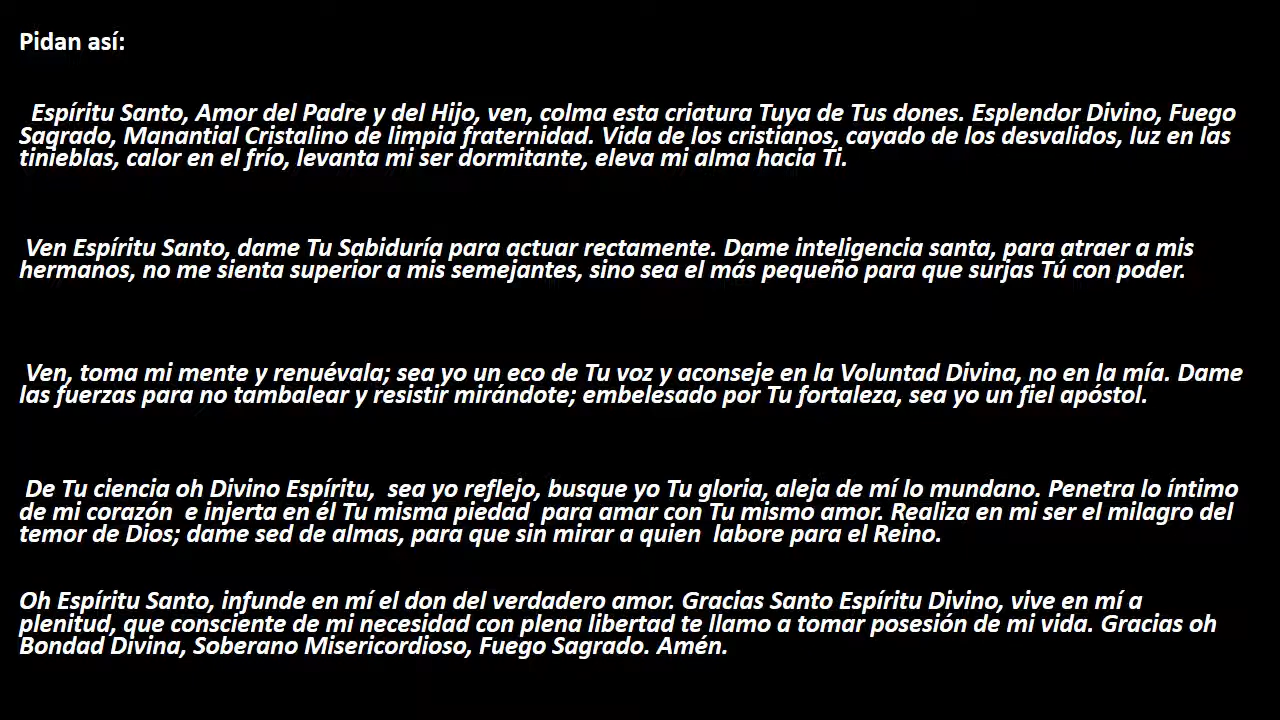 Pidan así:
Espíritu Santo, Amor del Padre y del Hijo, ven, colma esta criatura Tuya de Tus dones. Esplendor Divino, Fuego
Sagrado, Manantial Cristalino de limpia fraternidad. Vida de los cristianos, cayado de los desvalidos, luz en las
tinieblas, calor en el frío, levanta mi ser dormitante, eleva mi alma hacia Ti.
Ven Espíritu Santo, dame Tu Sabiduría para actuar rectamente. Dame inteligencia santa, para atraer a mis
hermanos, no me sienta superior a mis semejantes, sino sea el más pequeño para que surjas Tú con poder.
Ven, toma mi mente y renuévala; sea yo un eco de Tu voz y aconseje en la Voluntad Divina, no en la mía. Dame
las fuerzas para no tambalear y resistir mirándote; embelesado por Tu fortaleza, sea yo un fiel apóstol.
De Tu ciencia oh Divino Espíritu,  sea yo reflejo, busque yo Tu gloria, aleja de mí lo mundano. Penetra lo íntimo
de mi corazón  e injerta en él Tu misma piedad  para amar con Tu mismo amor. Realiza en mi ser el milagro del
temor de Dios; dame sed de almas, para que sin mirar a quien  labore para el Reino.
Oh Espíritu Santo, infunde en mí el don del verdadero amor. Gracias Santo Espíritu Divino, vive en mí a
plenitud, que consciente de mi necesidad con plena libertad te llamo a tomar posesión de mi vida. Gracias oh
Bondad Divina, Soberano Misericordioso, Fuego Sagrado. Amén.